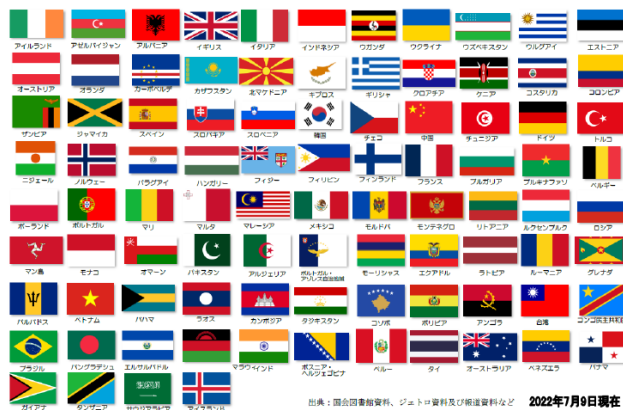 アイルランド アゼルバイジャン アルバニア イギリス イタリア インドネシア ウガンダ ウクライナ ウズベキスタン ウルグアイ エストニア
オーストリア オランダ カーボベルデ カザフスタン 北マケドニア キプロス ギリシャ クロアチア ケニア コスタリカ コロンビア
ザンビア ジャマイカ スペイン スロバキア スロベニア 韓国 チェコ 中国 チュニジア ドイツ トルコ
ニジェール ノルウェー パラグアイ ハンガリー フィジー フィリピン フィンランド フランス ブルガリア ブルキナファソ ベルギー
ポーランド ポルトガル マリ マルタ マレーシア メキシコ モルドバ モンテネグロ リトアニア ルクセンブルク ロシア
マン島 モナコ オマーン パキスタン アルジェリア ポルトガル・ モーリシャス エクアドル ラトビア ルーマニア グレナダ
アゾレス自治地域
バルバドス ベトナム バハマ ラオス カンボジア タジキスタン コソボ ボリビア アンゴラ 台湾 コンゴ民主共和国
ブラジル バングラデシュ エルサルバドル マラウインド ボスニア・ ペルー タイ オーストラリア ベネズエラ パナマ
ヘルツェゴビナ
ガイアナ タンザニア
出典：国会図書館資料、ジェトロ資料及び報道資料など 2022年7月9日現在